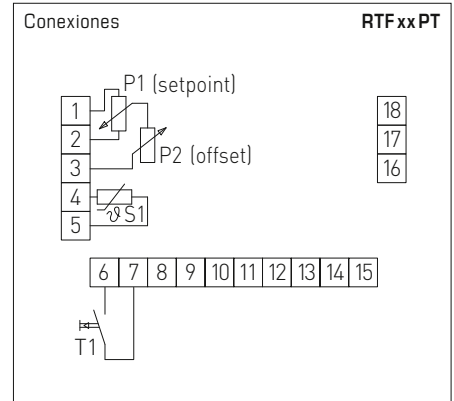 Conexiones RTF xx PT
P1 (setpoint)
1 18
2 17
P2 (offset)
3 16
4
ϑ S1
5
6 7 8 9 10 11 12 13 14 15
T1